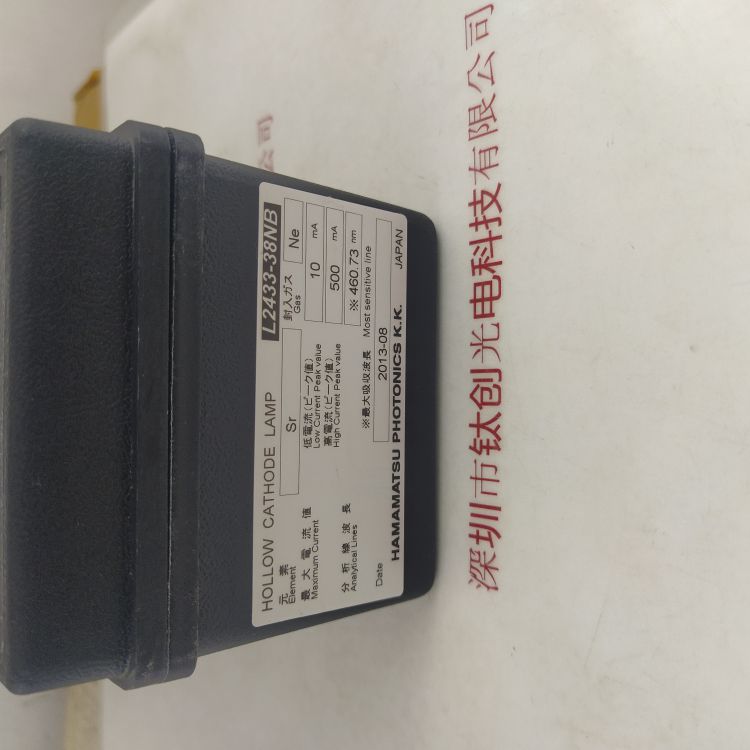 HOLLOW CATHODE LAMP L2433-38NB
元素 Sr 封入ガス Ne
Element Gas
最大電流値 低電流(ピーク値) 10 mA
Maximum Current Low Current Peak value
高電流(ピーク値) 500 mA
High Current Peak value
分析線波長 ※460.73 nm
Analytical Lines
※最大吸収波長 Most sensitive line
Date 2013-08
HAMAMATSU PHOTONICS K.K. JAPAN
深圳市钛创光电科技有限公司
公司